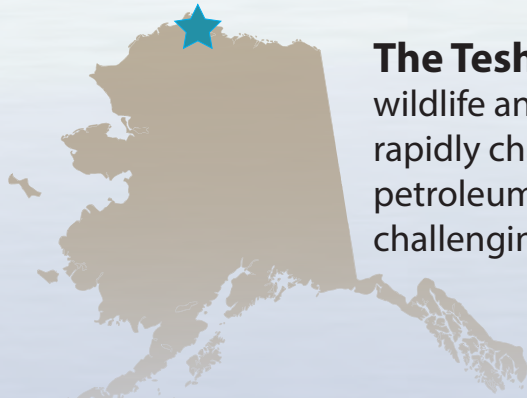 The Tesh
wildlife an
rapidly ch
petroleum
challengin